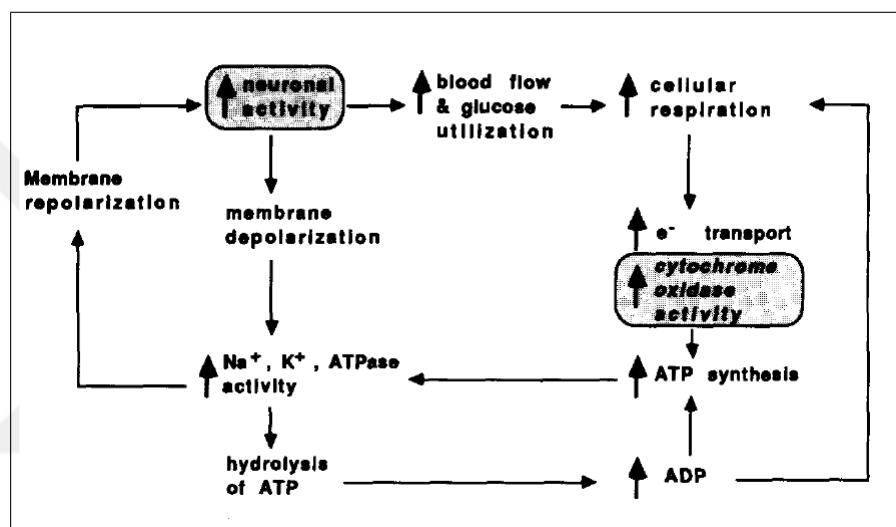 neuronal
activity
blood flow
& glucose
utilization
cellular
respiration
Membrane
repolarization
membrane
depolarization
e- transport
cytochrome
oxidase
activity
Na+, K+, ATPase
activity
ATP synthesis
hydrolysis
of ATP
ADP